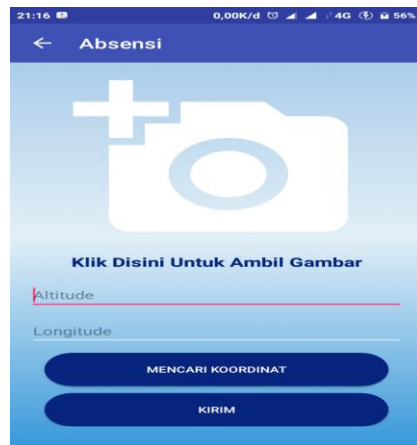 21:16 0,00K/d 4G 56%
Absensi
Klik Disini Untuk Ambil Gambar
Altitude
Longitude
MENCARI KOORDINAT
KIRIM